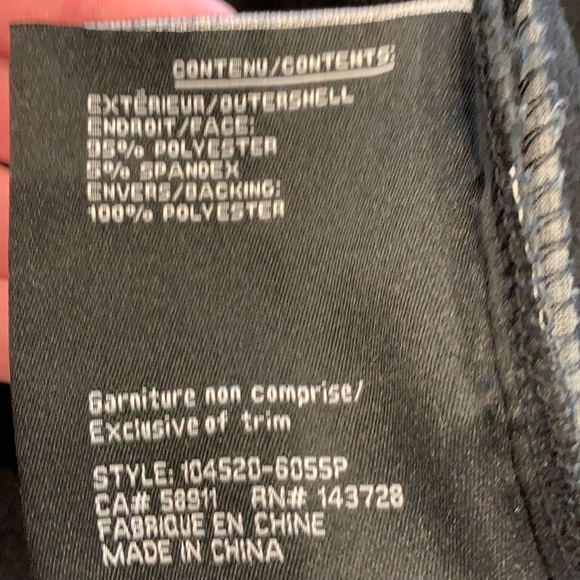 CONTENU/CONTENTS:
EXTÉRIEUR/OUTERSHELL
ENDROIT/FACE:
95% POLYESTER
5% SPANDEX
ENVERS/BACKING:
100% POLYESTER
Garniture non comprise/
Exclusive of trim
STYLE: 104520-6055P
CA# 58911 RN# 143728
FABRIQUE EN CHINE
MADE IN CHINA